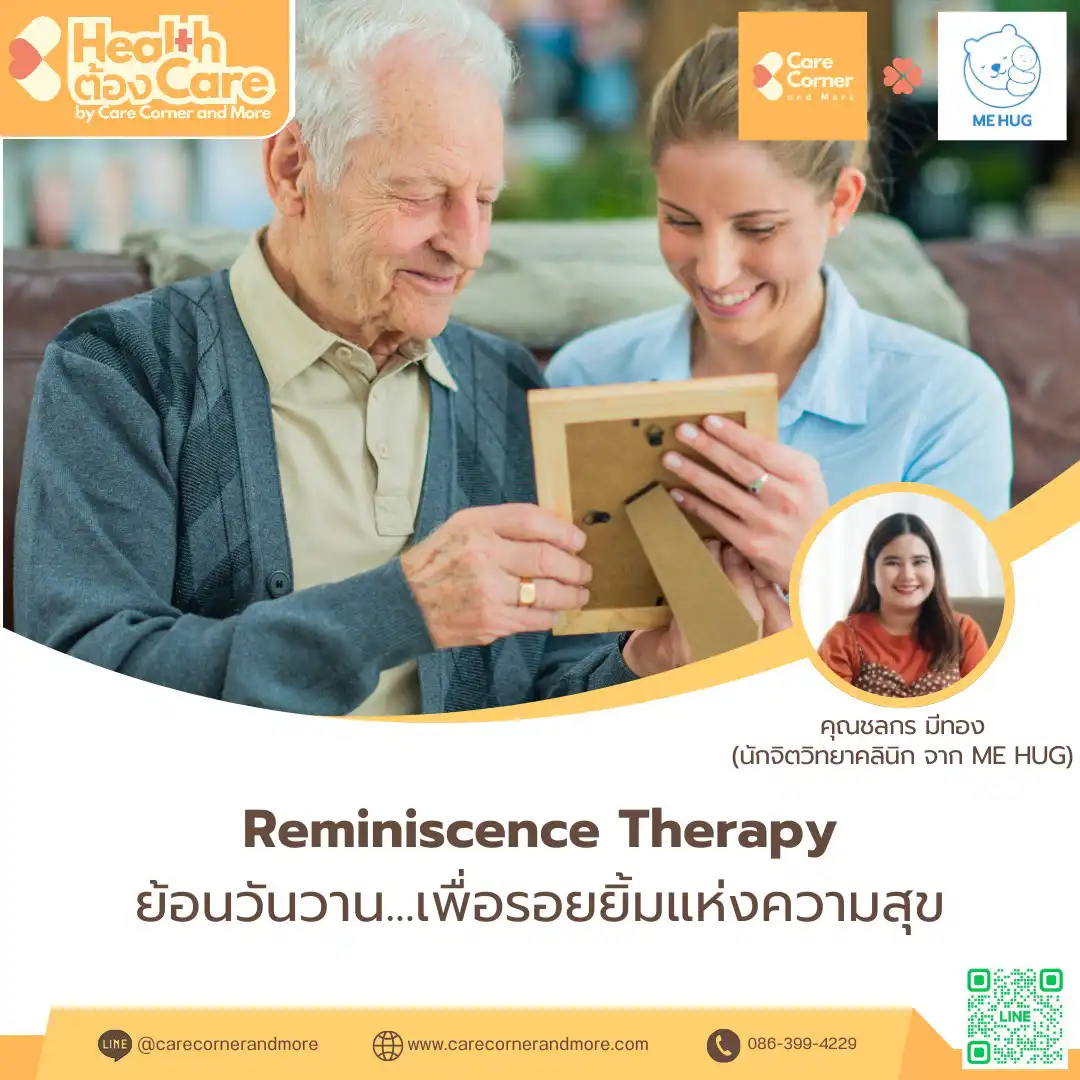 Health
ต้อง Care
by Care Corner and More
Care
Corner
and More
ME HUG
คุณชลกร มีทอง
(นักจิตวิทยาคลินิก จาก ME HUG)
Reminiscence Therapy
ย้อนวันวาน...เพื่อรอยยิ้มแห่งความสุข
LINE
LINE @carecornerandmore
www.carecornerandmore.com
086-399-4229